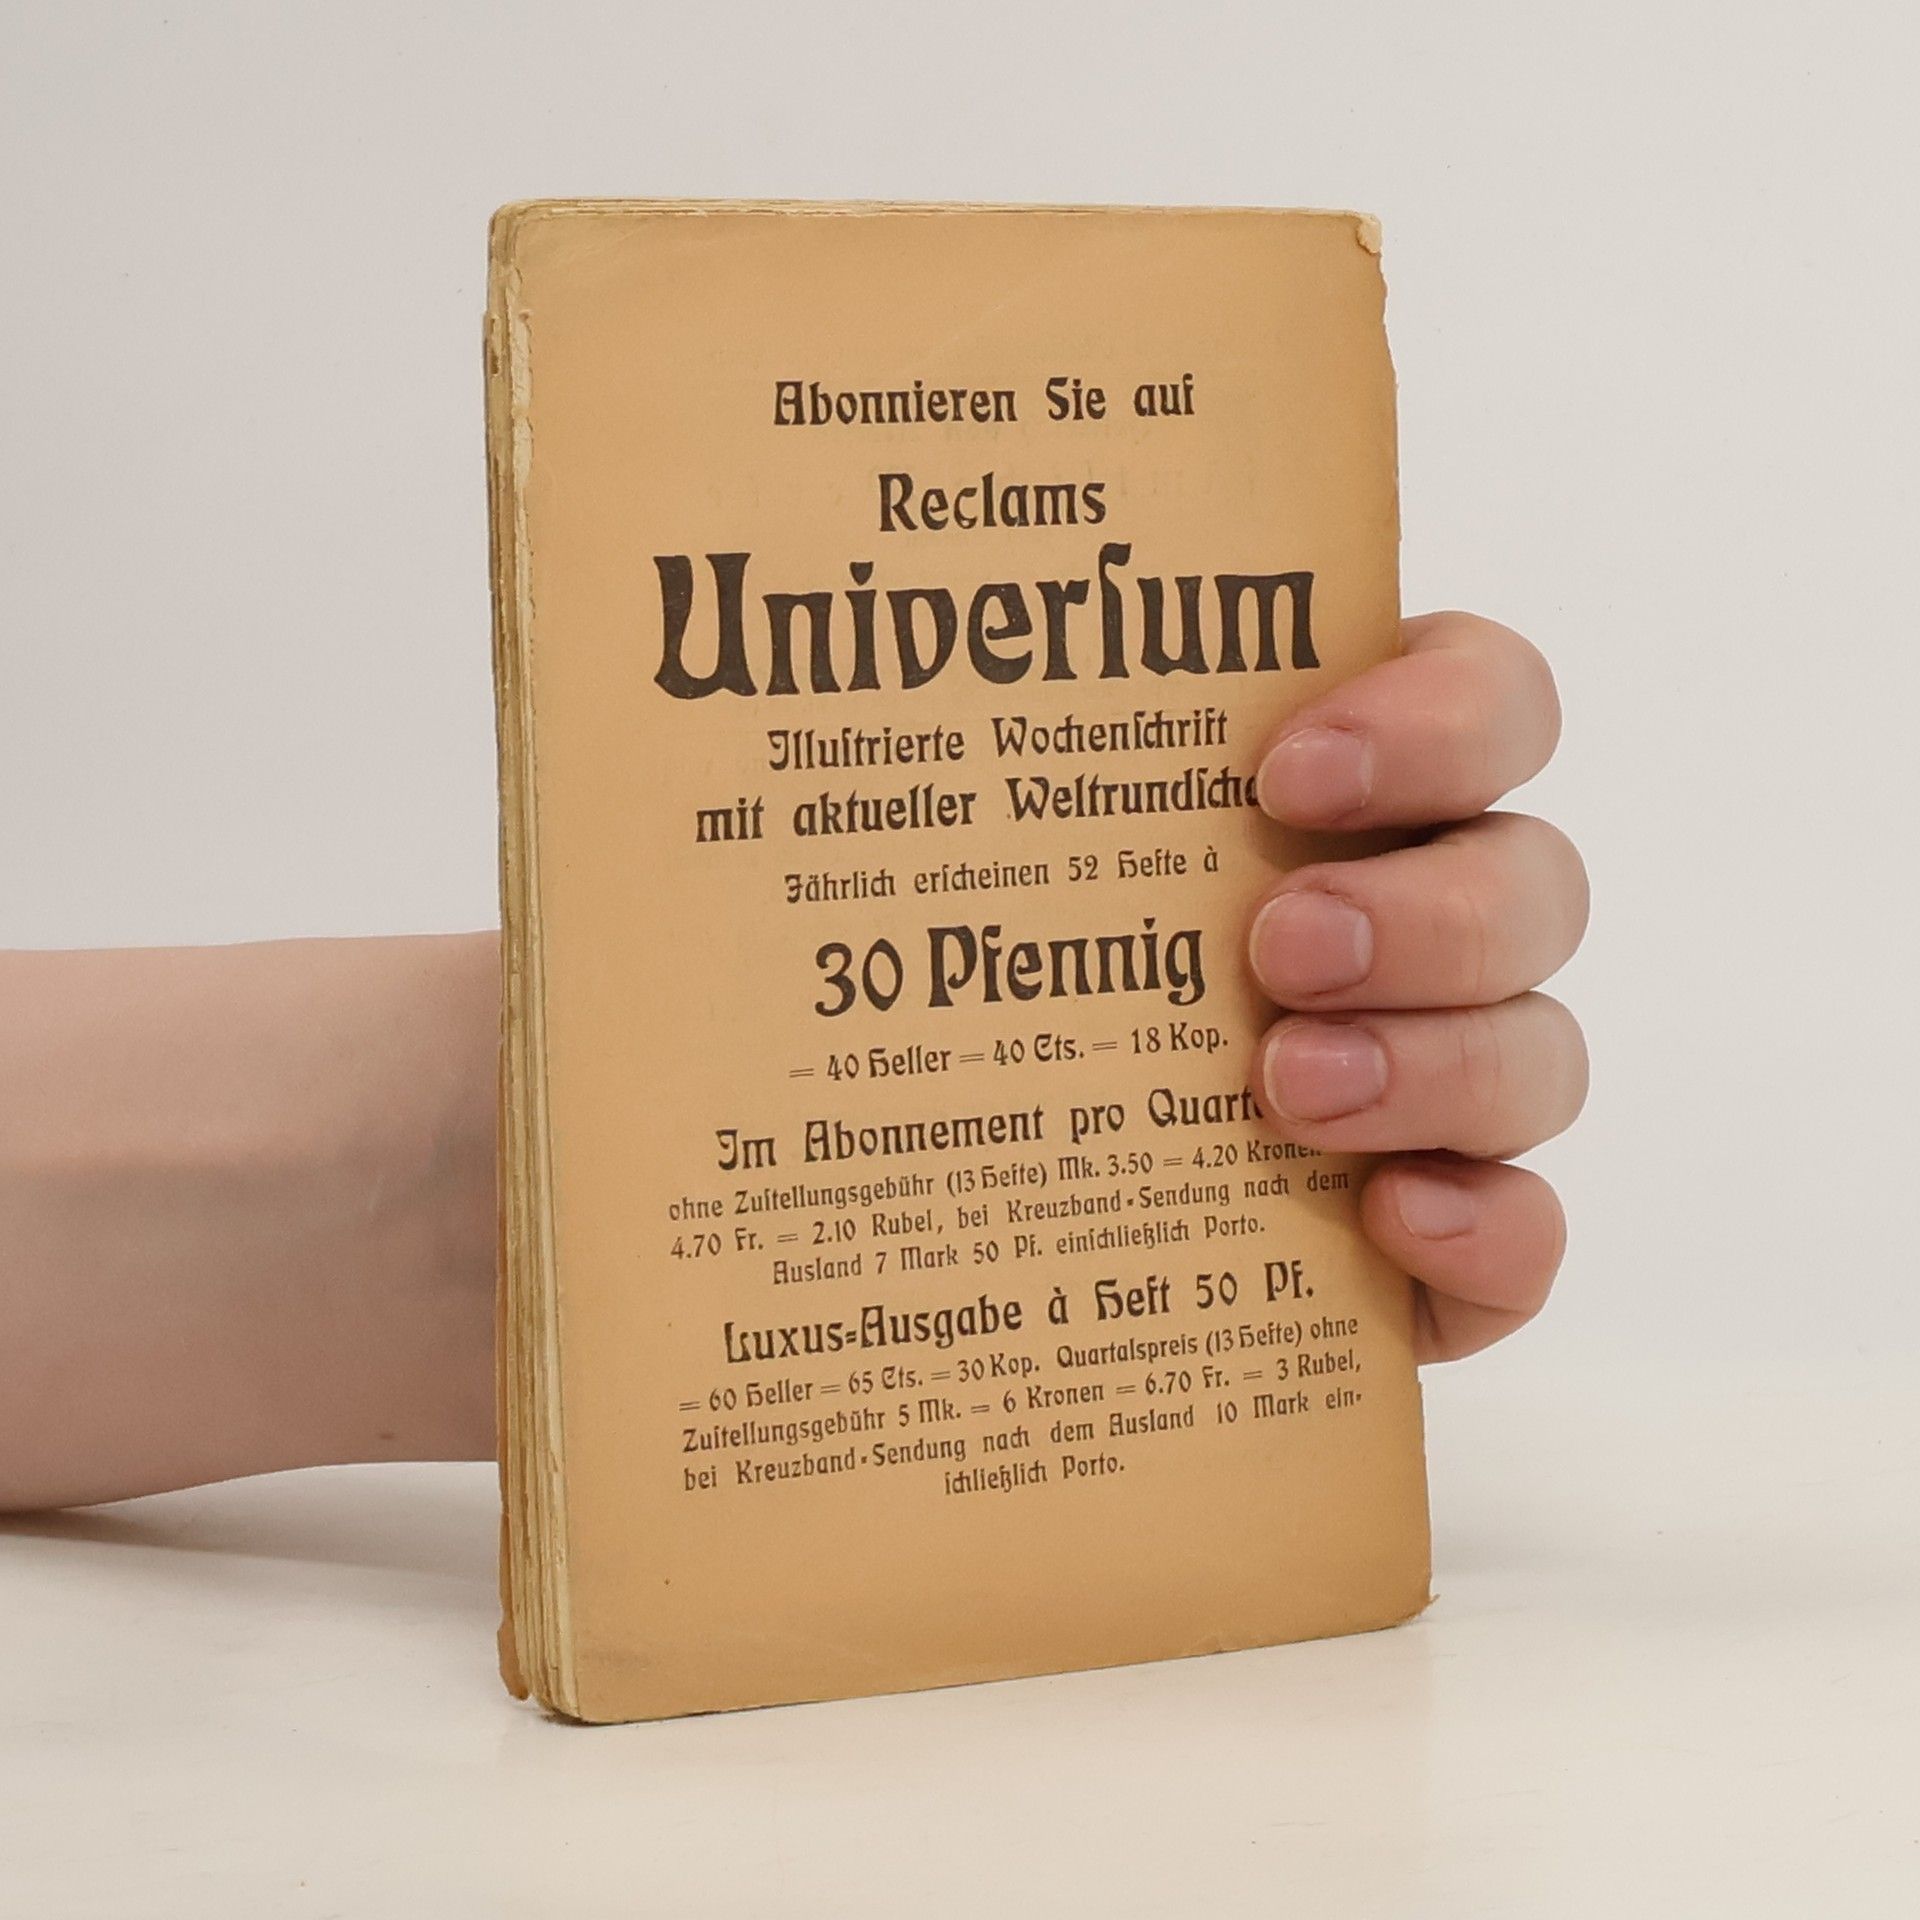 Abonnieren Sie auf
Reclams
Univerſum
Illuſtrierte Wochenſchrift
mit aktueller
Jährlich erſcheinen 52 Hefte à
30 Pfennig
= 40 Heller = 40 Cts. = 18 Kop.
Im Abonnement pro
ohne Zuſtellungsgebühr (13 Hefte) Mk. 3.50 = 4.20 Kronen
4.70 Fr. = 2.10 Rubel, bei Kreuzband-Sendung nach dem
Ausland 7 Mark 50 Pf. einſchließlich Porto.
Luxus-Ausgabe à Heft 50 Pf.
= 60 Heller = 65 Cts. = 30 Kop. Quartalspreis (13 Hefte) ohne
Zuſtellungsgebühr 5 Mk. = 6 Kronen = 6.70 Fr. = 3 Rubel,
bei Kreuzband-Sendung nach dem Ausland 10 Mark ein-
ſchließlich Porto.